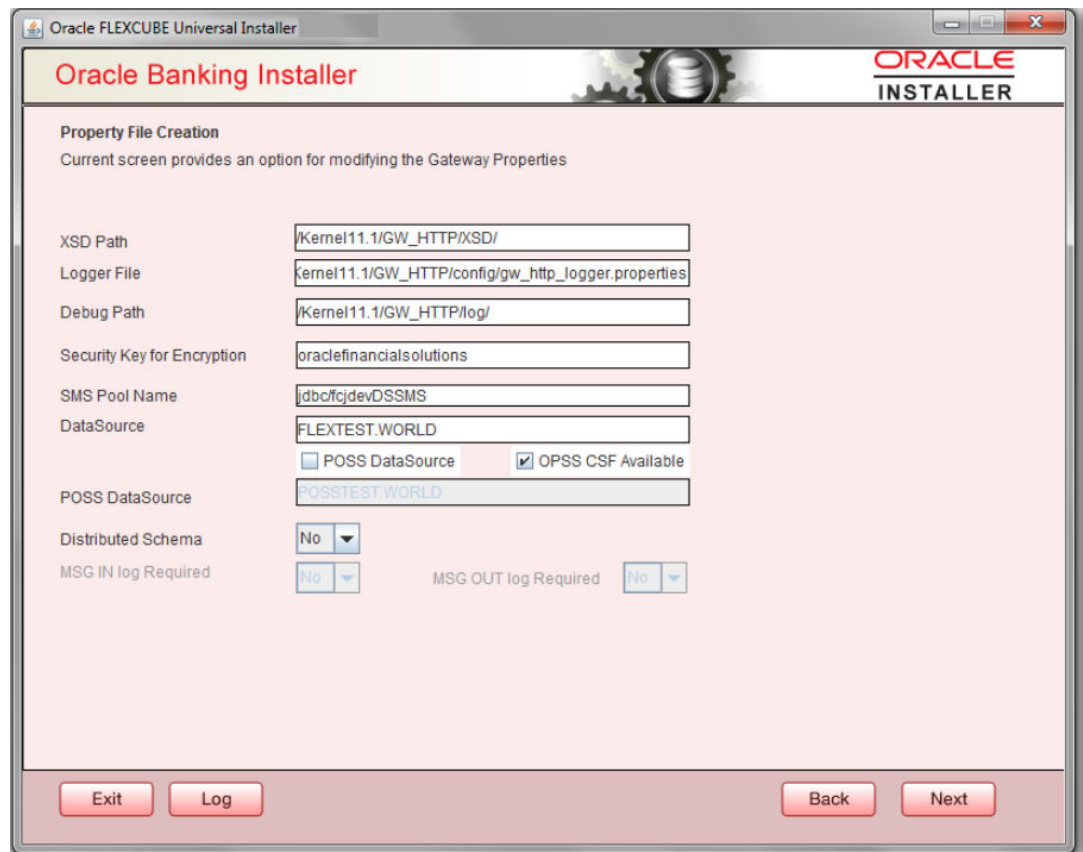 Oracle FLEXCUBE Universal Installer
Oracle Banking Installer
ORACLE
INSTALLER
Property File Creation
Current screen provides an option for modifying the Gateway Properties
XSD Path /Kernel11.1/GW_HTTP/XSD/
Logger File Kernel11.1/GW_HTTP/config/gw_http_logger.properties
Debug Path /Kernel11.1/GW_HTTP/log/
Security Key for Encryption oraclefinancialsolutions
SMS Pool Name jdbc/fcjdevDSSMS
DataSource FLEXTEST.WORLD
POSS DataSource OPSS CSF Available
POSS DataSource POSSTEST.WORLD
Distributed Schema No
MSG IN log Required No MSG OUT log Required No
Exit Log Back Next